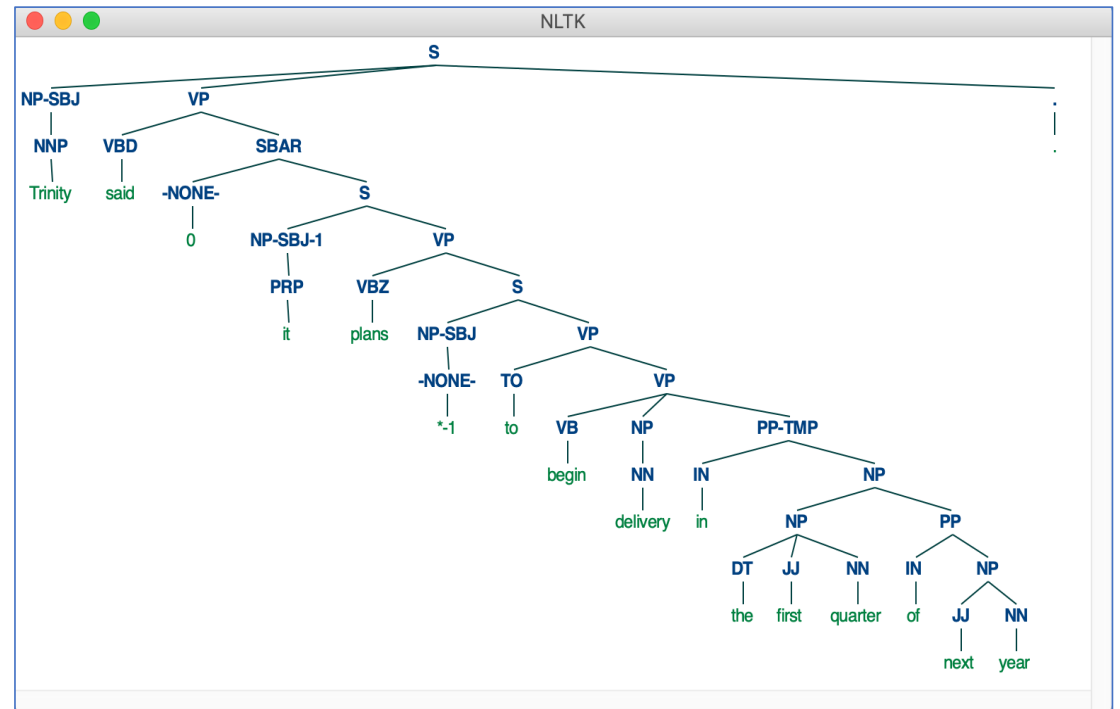 NLTK
S
NP-SBJ VP .
NNP VBD SBAR .
Trinity said -NONE- S
0 NP-SBJ-1 VP
PRP VBZ S
it plans NP-SBJ VP
-NONE- TO VP
*-1 to VB NP PP-TMP
begin NN IN NP
delivery in NP PP
DT JJ NN IN NP
the first quarter of JJ NN
next year